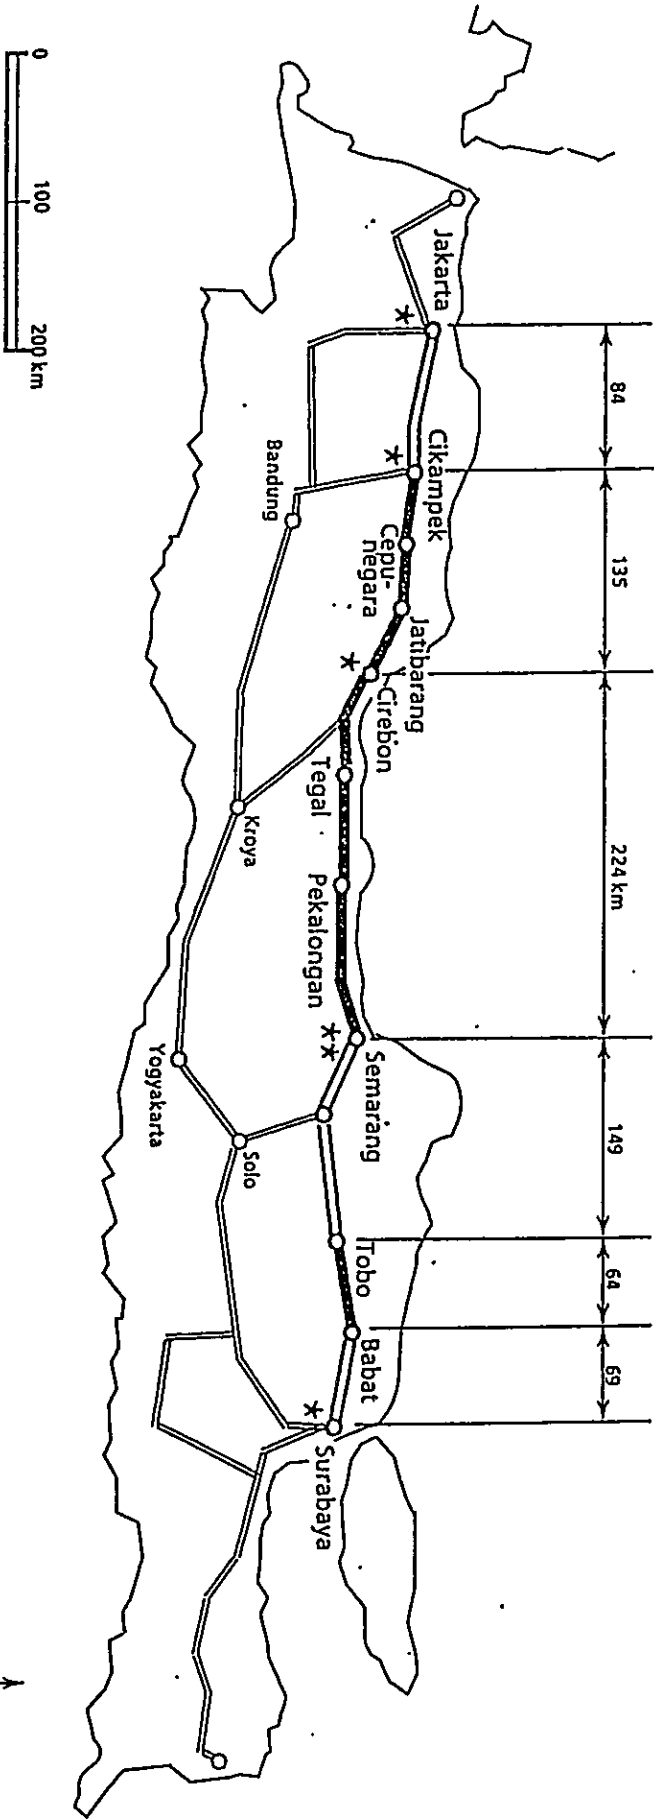 84
135
224 km
149
64
69
Jakarta
Cikampek
Cepu-
negara
Jatibarang
Cirebon
Tegal
Pekalongan
Semarang
Tobo
Babat
Surabaya
Bandung
Kroya
Yogyakarta
Solo
0
100
200 km